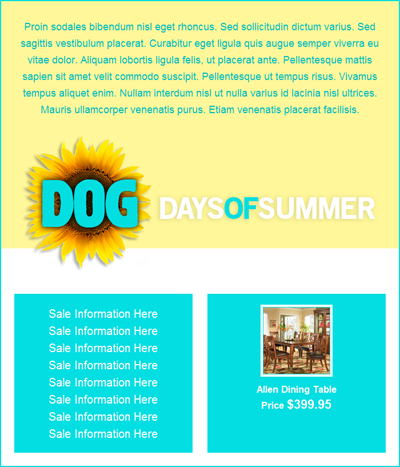 Proin sodales bibendum nisl eget rhoncus. Sed sollicitudin dictum varius. Sed
sagittis vestibulum placerat. Curabitur eget ligula quis augue semper viverra eu
vitae dolor. Aliquam lobortis ligula felis, ut placerat ante. Pellentesque mattis
sapien sit amet velit commodo suscipit. Pellentesque ut tempus risus. Vivamus
tempus aliquet enim. Nullam interdum nisl ut nulla varius id lacinia nisl ultrices.
Mauris ullamcorper venenatis purus. Etiam venenatis placerat facilisis.
DOG DAYSOFSUMMER
Sale Information Here
Sale Information Here
Sale Information Here
Sale Information Here
Sale Information Here
Sale Information Here
Sale Information Here
Sale Information Here
Allen Dining Table
Price $399.95